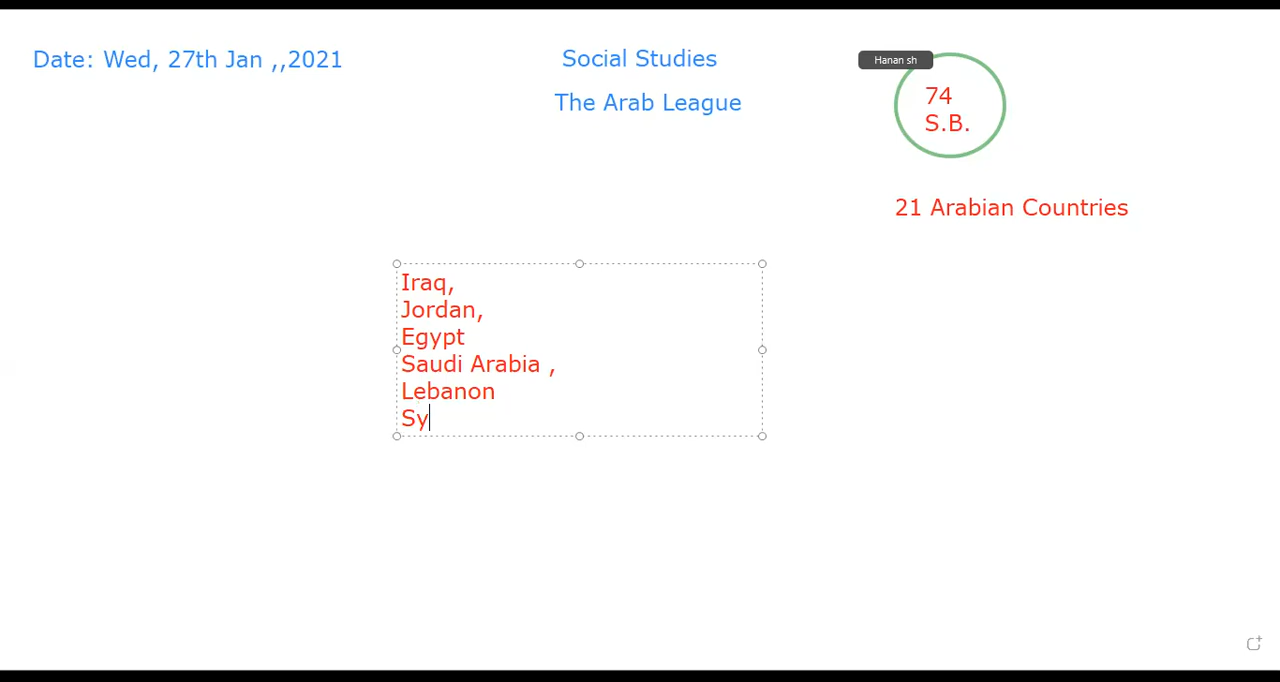 Date: Wed, 27th Jan ,,2021
Social Studies
The Arab League
Hanan sh
74
S.B.
21 Arabian Countries
Iraq,
Jordan,
Egypt
Saudi Arabia ,
Lebanon
Sy